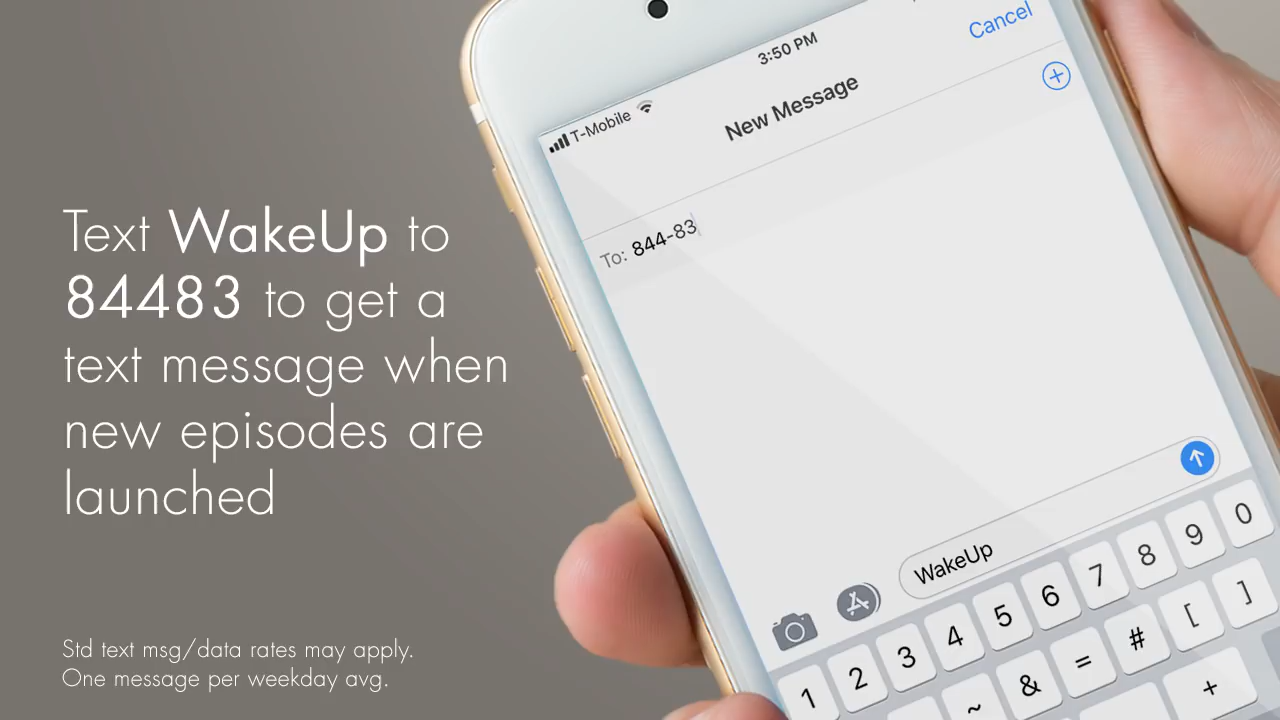 Text WakeUp to
84483 to get a
text message when
new episodes are
launched
Std text msg/data rates may apply.
One message per weekday avg.
T-Mobile
3:50 PM
Cancel
New Message
To: 844-83
WakeUp
1 2 3 4 5 6 7 8 9 0
~ & = # [ ]
+